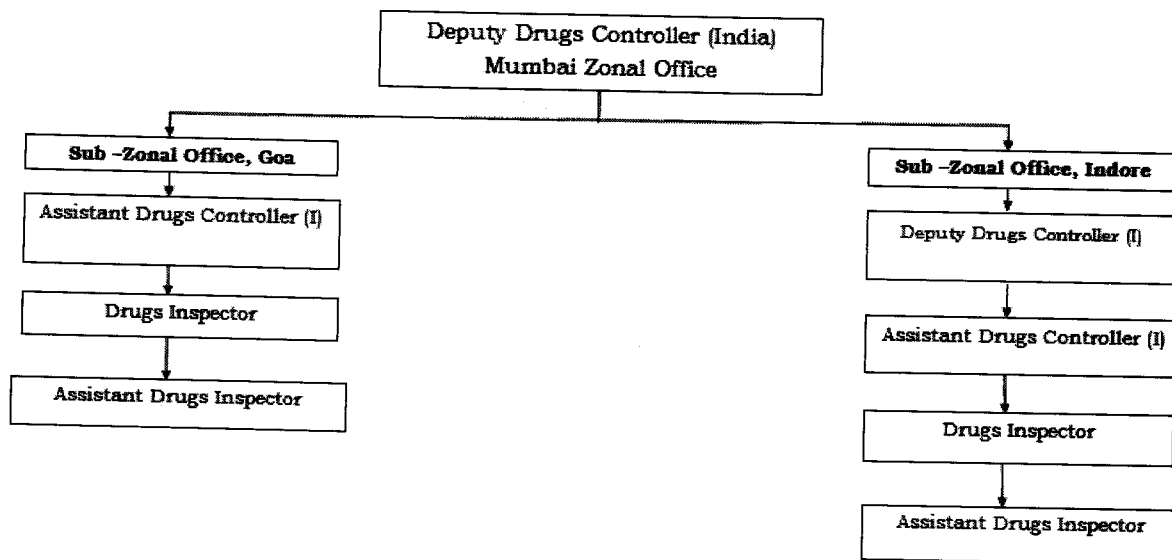 Deputy Drugs Controller (India)
Mumbai Zonal Office
Sub -Zonal Office, Goa
Assistant Drugs Controller (I)
Drugs Inspector
Assistant Drugs Inspector
Sub -Zonal Office, Indore
Deputy Drugs Controller (I)
Assistant Drugs Controller (I)
Drugs Inspector
Assistant Drugs Inspector